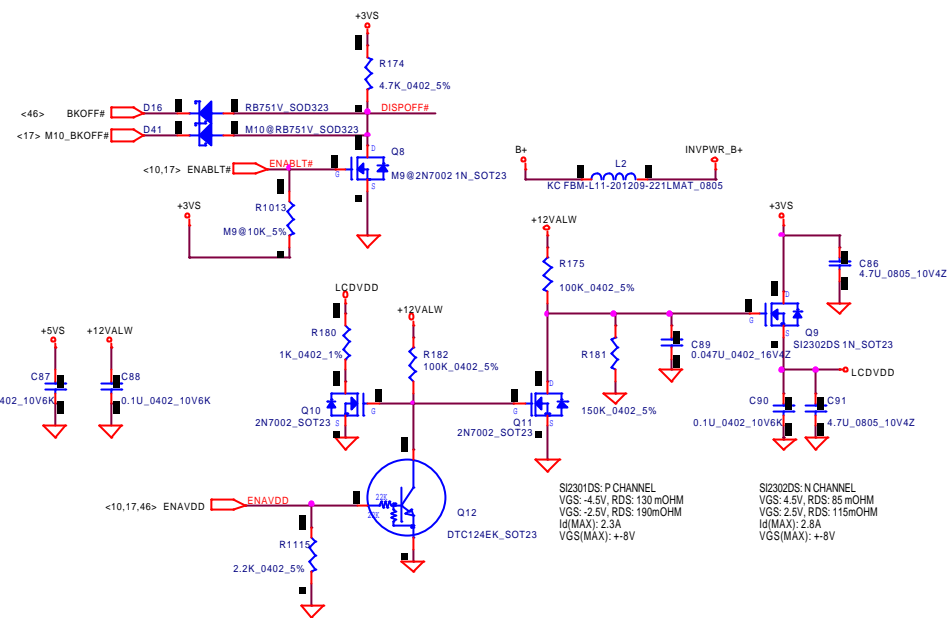 +3VS
R174
4.7K_0402_5%
<46> BKOFF# D16 RB751V_SOD323 DISPOFF#
<17> M10_BKOFF# D41 M10@RB751V_SOD323
D
Q8
<10,17> ENABLT# ENABLT# G
M9@2N7002 1N_SOT23
S
B+ INVPWR_B+
L2
KC FBM-L11-201209-221LMAT_0805
+3VS
R1013
M9@10K_5%
+3VS
+12VALW
R175
100K_0402_5%
C86
4.7U_0805_10V4Z
LCDVDD
+12VALW
D
G
Q9
S
SI2302DS 1N_SOT23
+5VS +12VALW
R180
1K_0402_1%
R182
100K_0402_5%
R181
150K_0402_5%
C89
0.047U_0402_16V4Z
LCDVDD
C87
402_10V6K
C88
0.1U_0402_10V6K
D
Q10
G
S
2N7002_SOT23
D
G
Q11
S
2N7002_SOT23
C90
0.1U_0402_10V6K
C91
4.7U_0805_10V4Z
<10,17,46> ENAVDD ENAVDD
22K
22K
Q12
DTC124EK_SOT23
R1115
2.2K_0402_5%
SI2301DS: P CHANNEL
VGS: -4.5V, RDS: 130 mOHM
VGS: -2.5V, RDS: 190mOHM
Id(MAX): 2.3A
VGS(MAX): +-8V
SI2302DS: N CHANNEL
VGS: 4.5V, RDS: 85 mOHM
VGS: 2.5V, RDS: 115mOHM
Id(MAX): 2.8A
VGS(MAX): +-8V